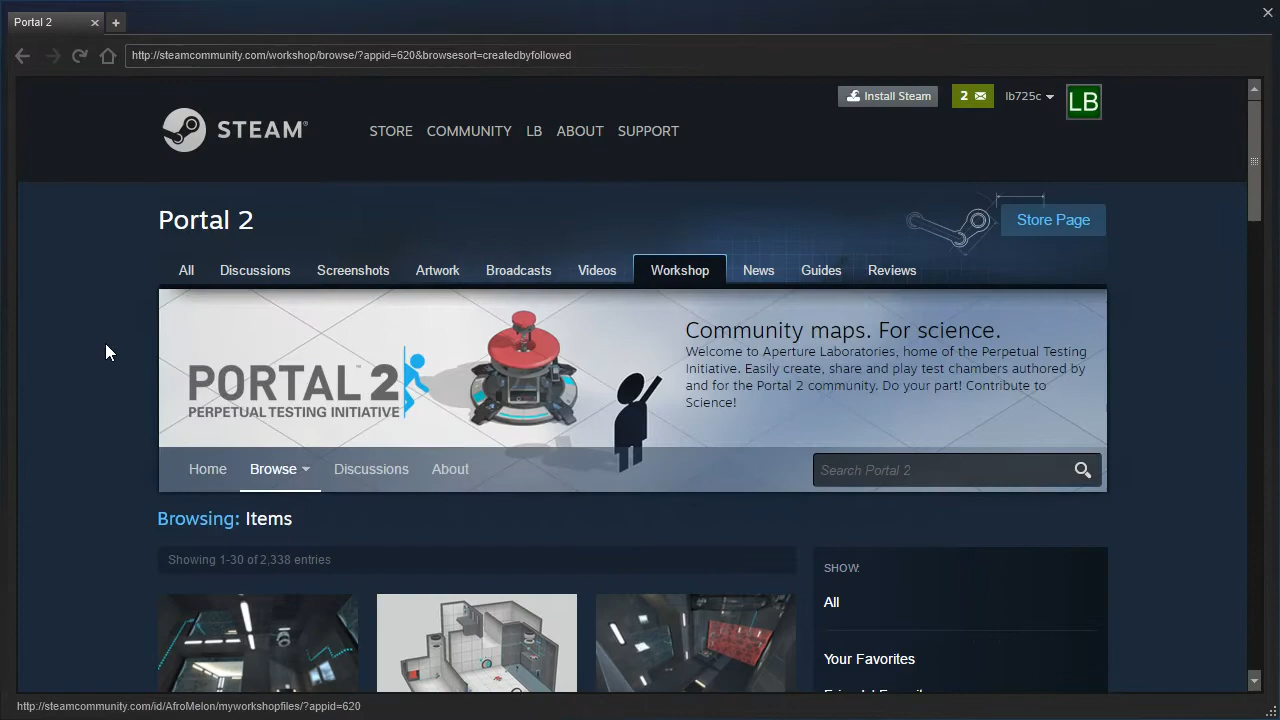 Portal 2
http://steamcommunity.com/workshop/browse/?appid=620&browsesort=createdbyfollowed
Install Steam
2
lb725c
LB
STEAM®
STORE
COMMUNITY
LB
ABOUT
SUPPORT
Portal 2
Store Page
All
Discussions
Screenshots
Artwork
Broadcasts
Videos
Workshop
News
Guides
Reviews
PORTAL 2
PERPETUAL TESTING INITIATIVE
Community maps. For science.
Welcome to Aperture Laboratories, home of the Perpetual Testing
Initiative. Easily create, share and play test chambers authored by
and for the Portal 2 community. Do your part! Contribute to
Science!
Home
Browse
Discussions
About
Search Portal 2
Browsing: Items
Showing 1-30 of 2,338 entries
SHOW:
All
Your Favorites
http://steamcommunity.com/id/AfroMelon/myworkshopfiles/?appid=620